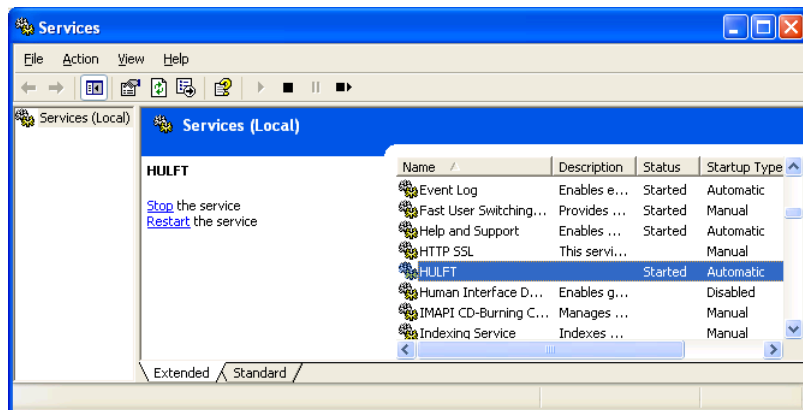 Services
File Action View Help
Services (Local)
Services (Local)
HULFT
Stop the service
Restart the service
Name Description Status Startup Type
Event Log Enables e... Started Automatic
Fast User Switching... Provides ... Started Manual
Help and Support Enables ... Started Automatic
HTTP SSL This servi... Manual
HULFT Started Automatic
Human Interface D... Enables g... Disabled
IMAPI CD-Burning C... Manages ... Manual
Indexing Service Indexes ... Manual
Extended Standard